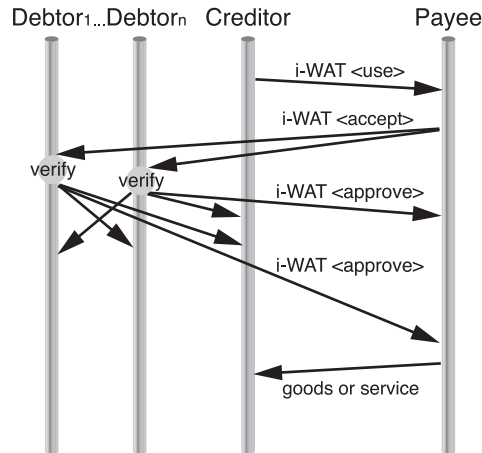 Debtor1...Debtorn Creditor Payee
i-WAT <use>
i-WAT <accept>
verify
verify
i-WAT <approve>
i-WAT <approve>
goods or service